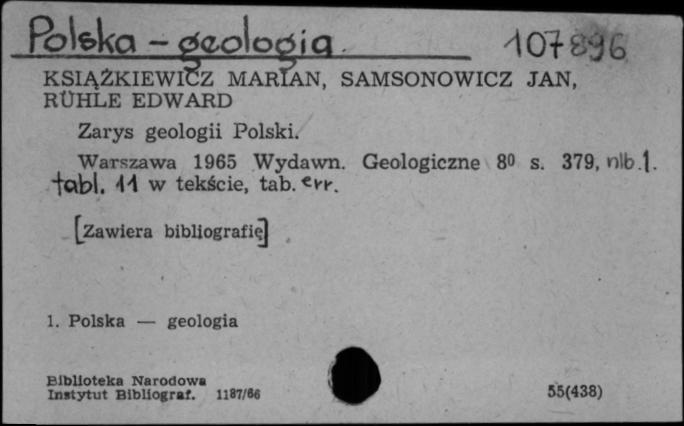 Polska - geologia. 107896
KSIĄŻKIEWICZ MARIAN, SAMSONOWICZ JAN,
RÜHLE EDWARD
Zarys geologii Polski.
Warszawa 1965 Wydawn. Geologiczne 8⁰ s. 379, nlb.1.
tabl. 11 w tekście, tab. err.
[Zawiera bibliografię]
1. Polska — geologia
Biblioteka Narodowa
Instytut Bibliograf. 1187/66 55(438)